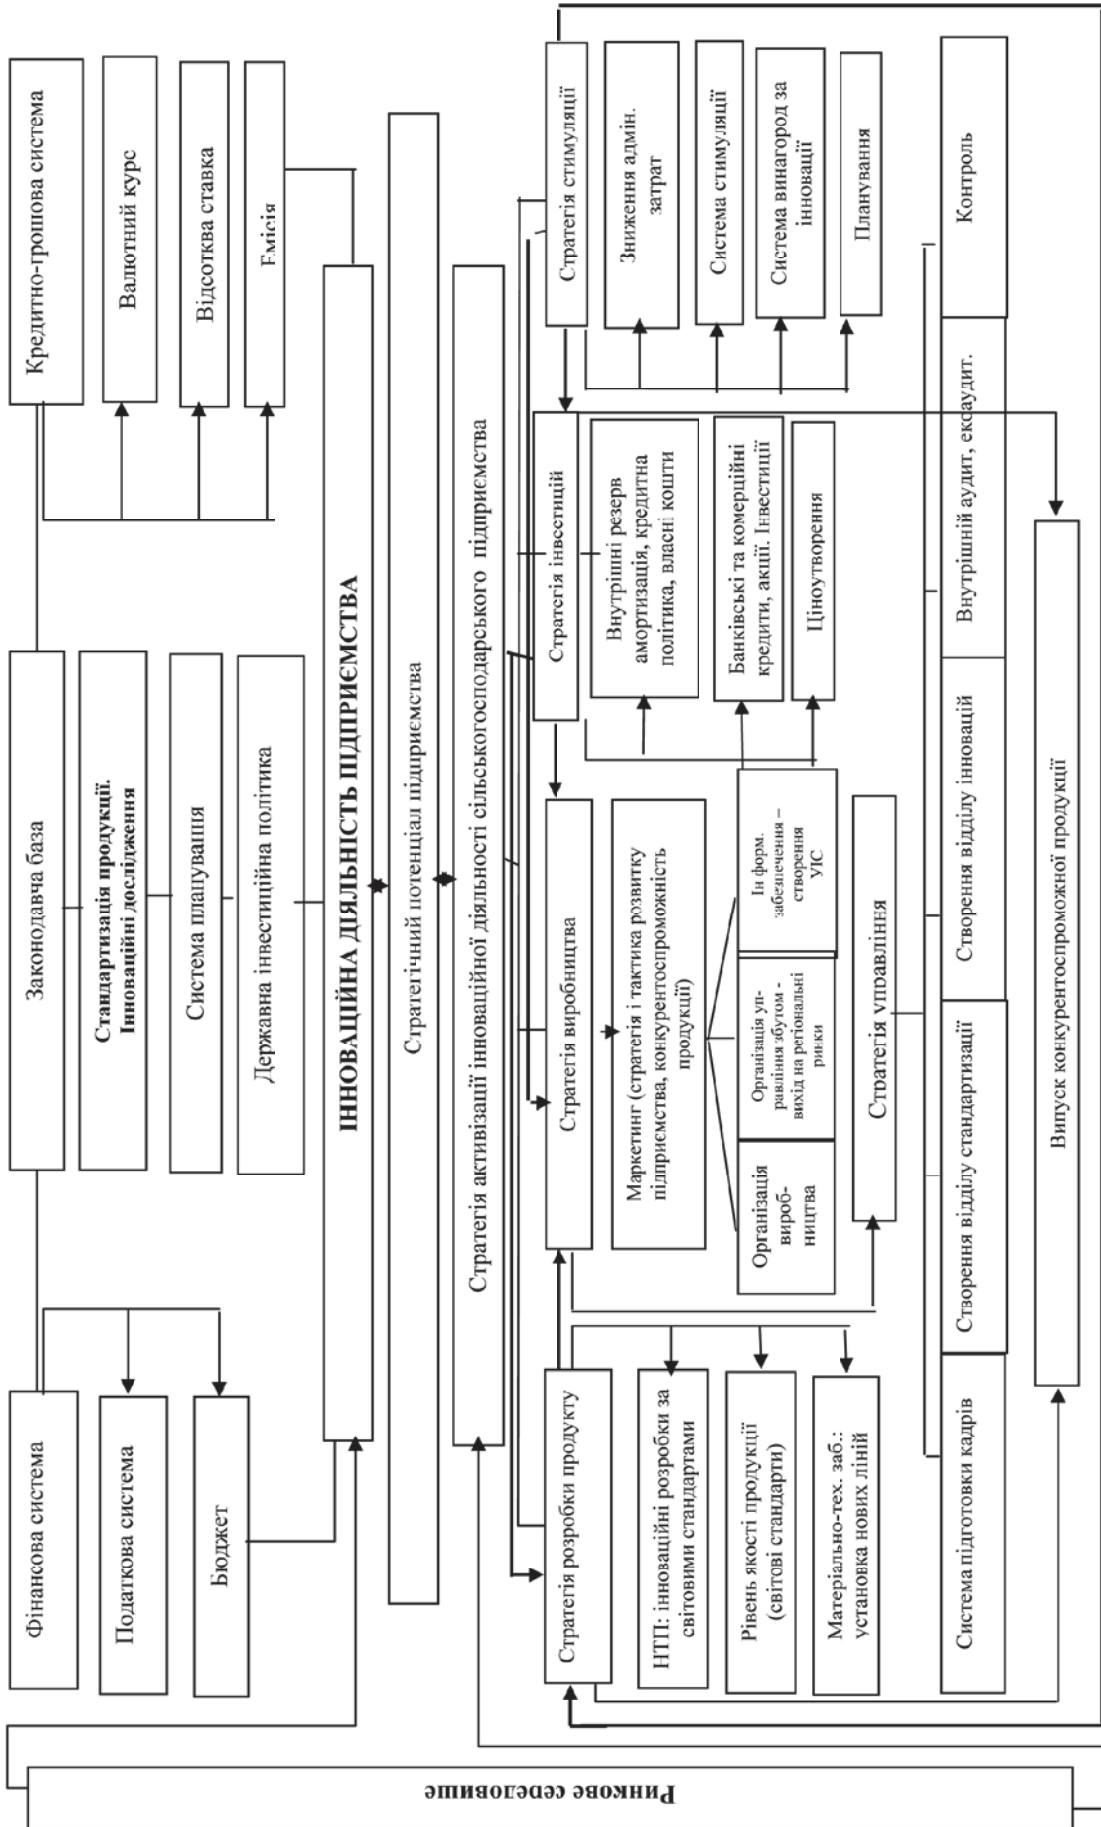 Ринкове середовище
Фінансова система
Податкова система
Бюджет
Законодавча база
Стандартизація продукції.
Інноваційні дослідження
Система планування
Державна інвестиційна політика
Кредитно-грошова система
Валютний курс
Відсотква ставка
Емісія
ІННОВАЦІЙНА ДІЯЛЬНІСТЬ ПІДПРИЄМСТВА
Стратегічний потенціал підприємства
Стратегія активізації інноваційної діяльності сільськогосподарського підприємства
Стратегія розробки продукту
НТП: інноваційні розробки за
світовими стандартами
Рівень якості продукції
(світові стандарти)
Матеріально-тех. заб.:
установка нових ліній
Стратегія виробництва
Маркетинг (стратегія і тактика розвитку
підприємства, конкурентоспроможність
продукції)
Організація
вироб-
ництва
Організація уп-
равління збутом -
вихід на регіональні
ринки
Ін форм.
забезпечення –
створення
УІС
Стратегія управління
Стратегія інвестицій
Внутрішні резерв
амортизація, кредитна
політика, власні кошти
Банківські та комерційні
кредити, акції. Інвестиції
Ціноутворення
Стратегія стимуляції
Зниження адмін.
затрат
Система стимуляції
Система винагород за
інновації
Планування
Система підготовки кадрів
Створення відділу стандартизації
Створення відділу інновацій
Внутрішній аудит, екоаудит.
Контроль
Випуск конкурентоспроможної продукції